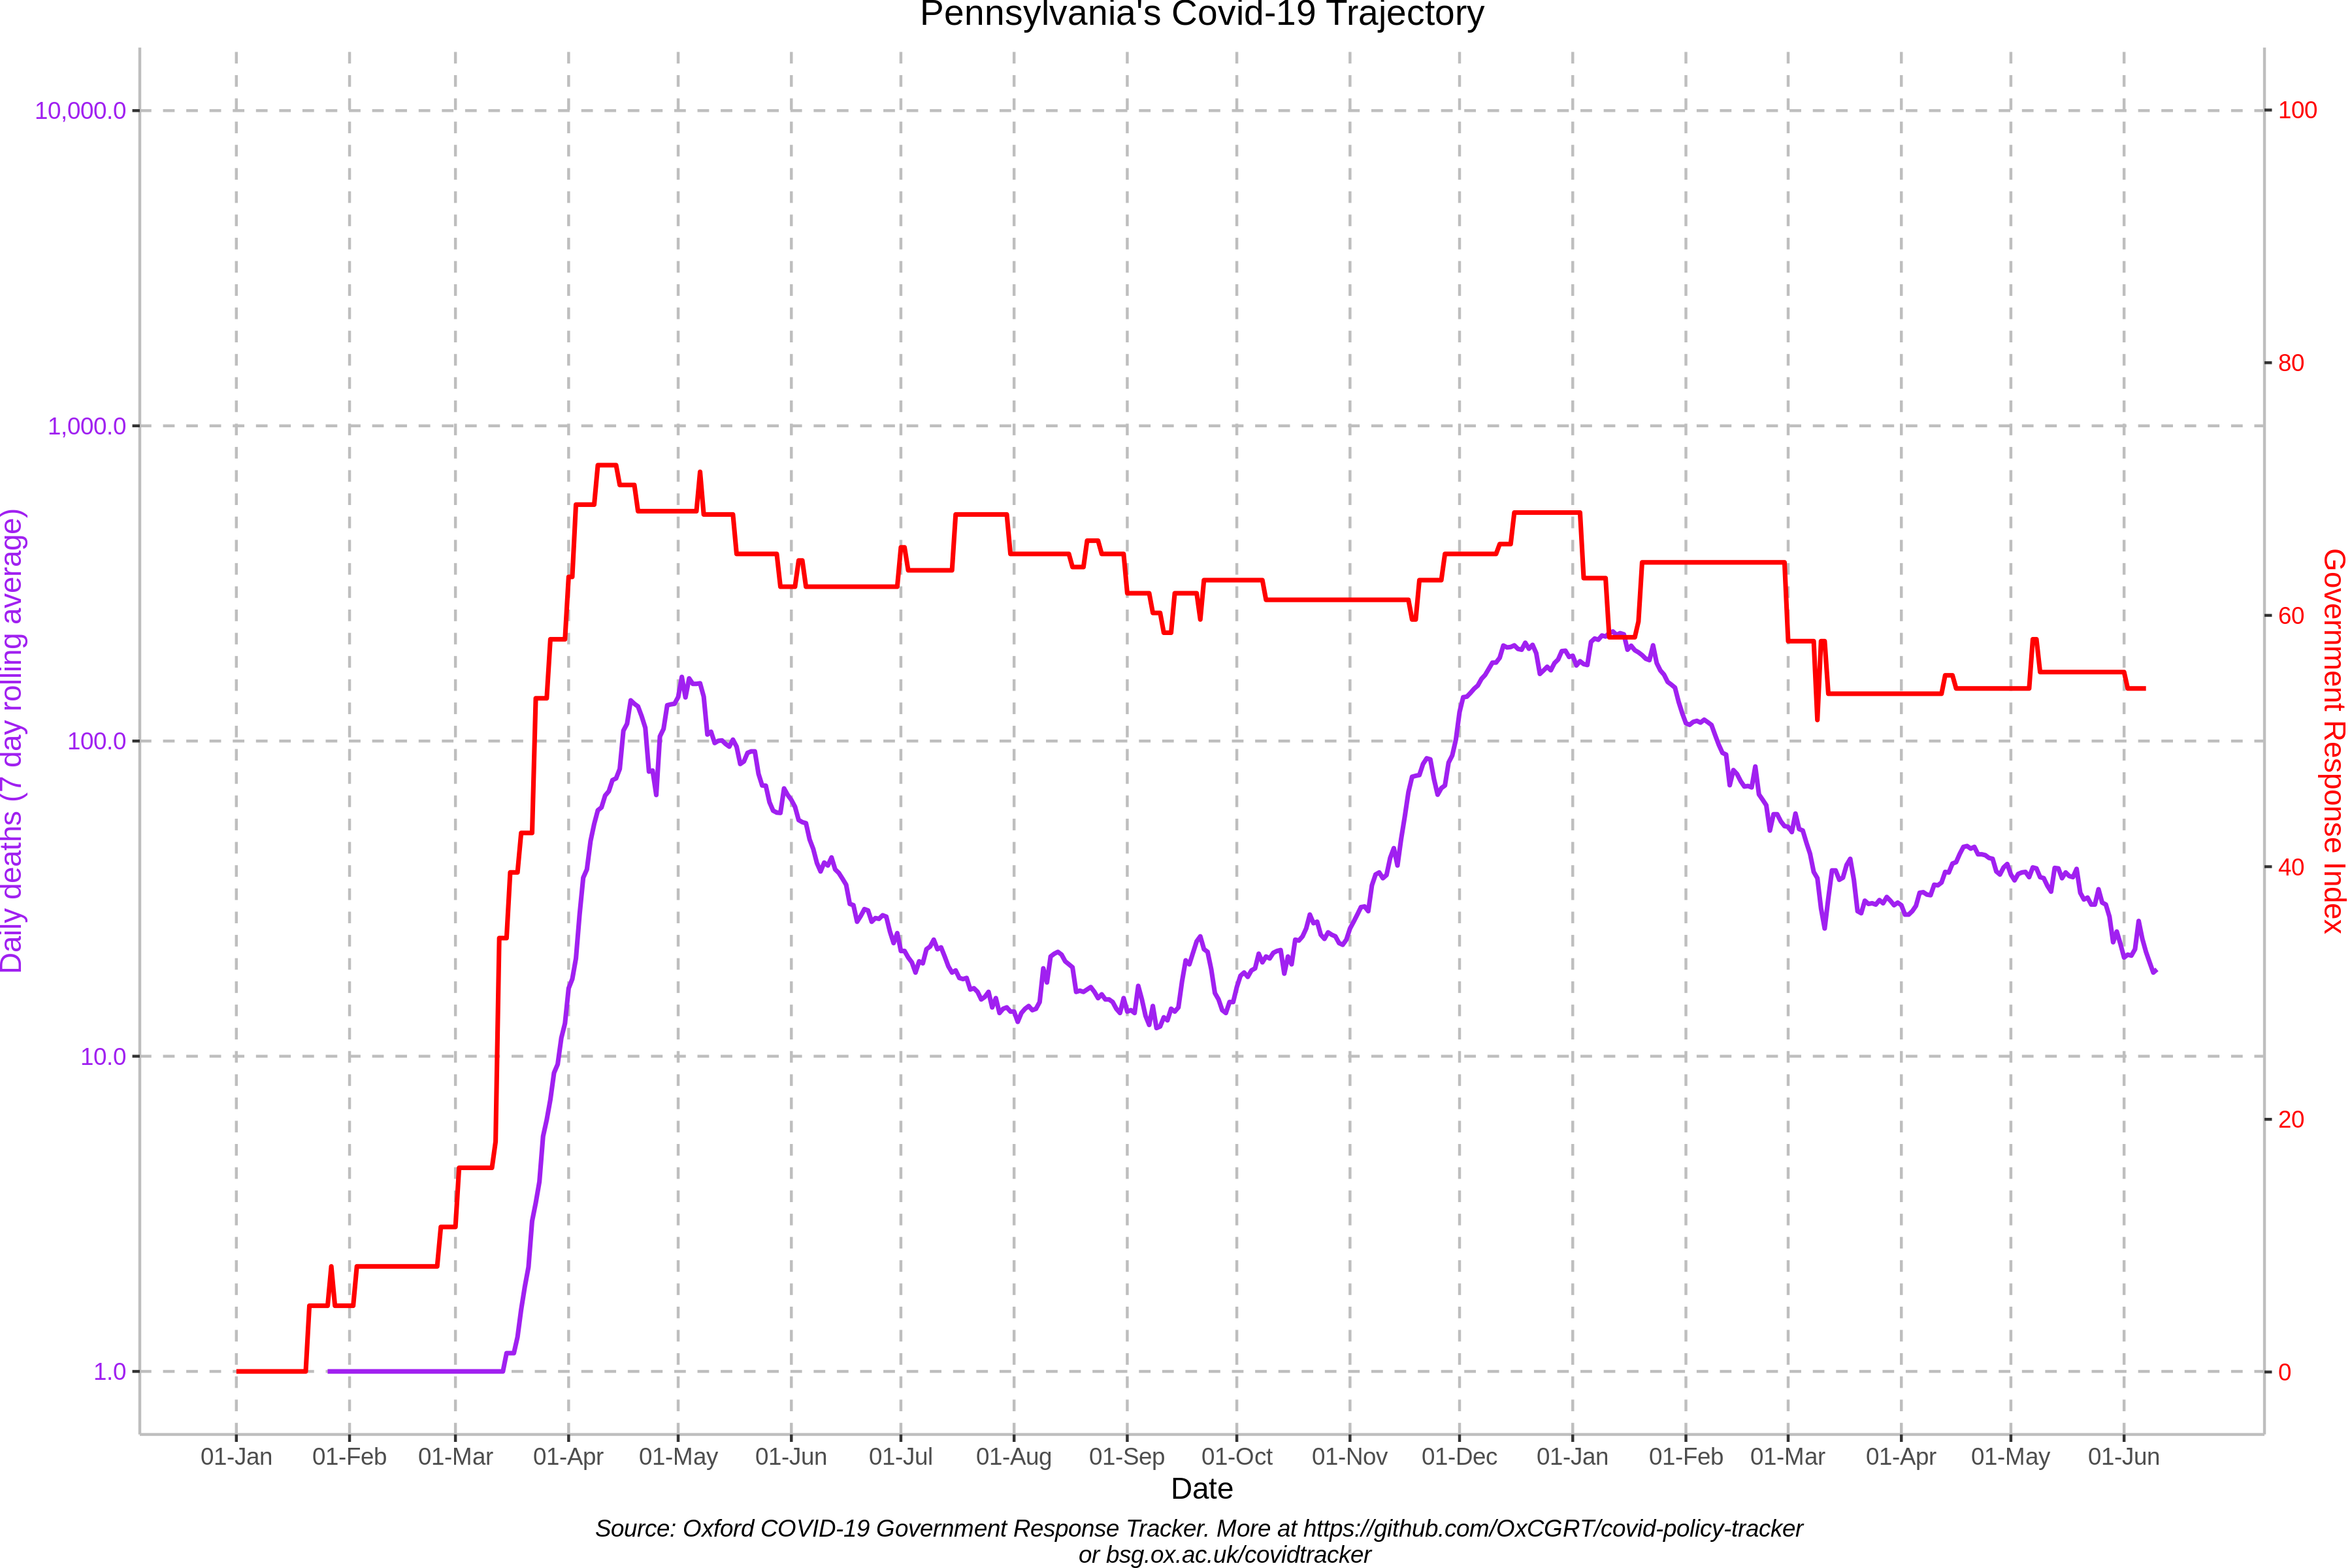 Pennsylvania's Covid-19 Trajectory
10,000.0
1,000.0
100.0
10.0
1.0
Daily deaths (7 day rolling average)
100
80
60
40
20
0
Government Response Index
01-Jan 01-Feb 01-Mar 01-Apr 01-May 01-Jun 01-Jul 01-Aug 01-Sep 01-Oct 01-Nov 01-Dec 01-Jan 01-Feb 01-Mar 01-Apr 01-May 01-Jun
Date
Source: Oxford COVID-19 Government Response Tracker. More at https://github.com/OxCGRT/covid-policy-tracker
or bsg.ox.ac.uk/covidtracker